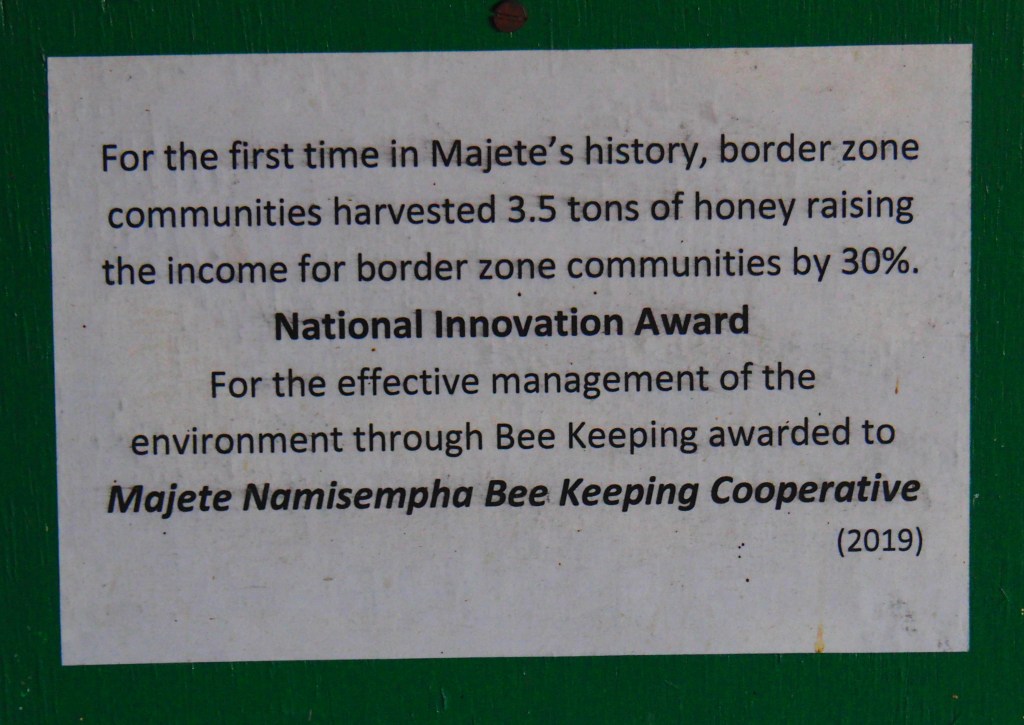 For the first time in Majete’s history, border zone
communities harvested 3.5 tons of honey raising
the income for border zone communities by 30%.
National Innovation Award
For the effective management of the
environment through Bee Keeping awarded to
Majete Namisempha Bee Keeping Cooperative
(2019)